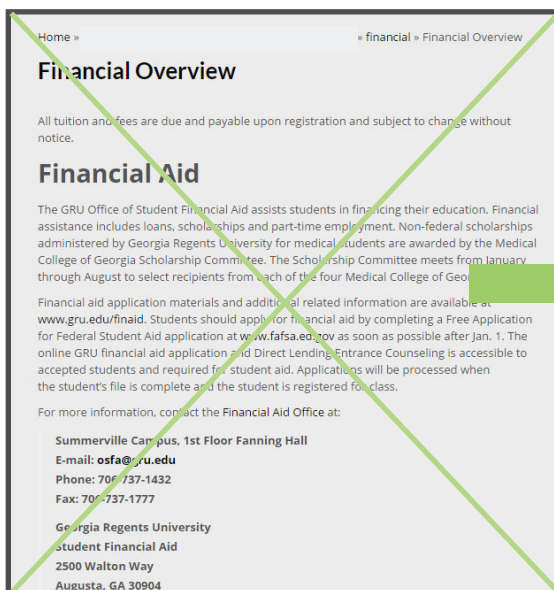 Home » » financial » Financial Overview
Financial Overview
All tuition and fees are due and payable upon registration and subject to change without
notice.
Financial Aid
The GRU Office of Student Financial Aid assists students in financing their education. Financial
assistance includes loans, scholarships and part-time employment. Non-federal scholarships
administered by Georgia Regents University for medical students are awarded by the Medical
College of Georgia Scholarship Committee. The Scholarship Committee meets from January
through August to select recipients from each of the four Medical College of
Financial aid application materials and additional related information are available at
www.gru.edu/finaid. Students should apply for financial aid by completing a Free Application
for Federal Student Aid application at www.fafsa.ed.gov as soon as possible after Jan. 1. The
online GRU financial aid application and Direct Lending Entrance Counseling is accessible to
accepted students and required for student aid. Applications will be processed when
the student's file is complete and the student is registered for class.
For more information, contact the Financial Aid Office at:
Summerville Campus, 1st Floor Fanning Hall
E-mail: osfa@gru.edu
Phone: 706-737-1432
Fax: 706-737-1777
Georgia Regents University
Student Financial Aid
2500 Walton Way
Augusta, GA 30904